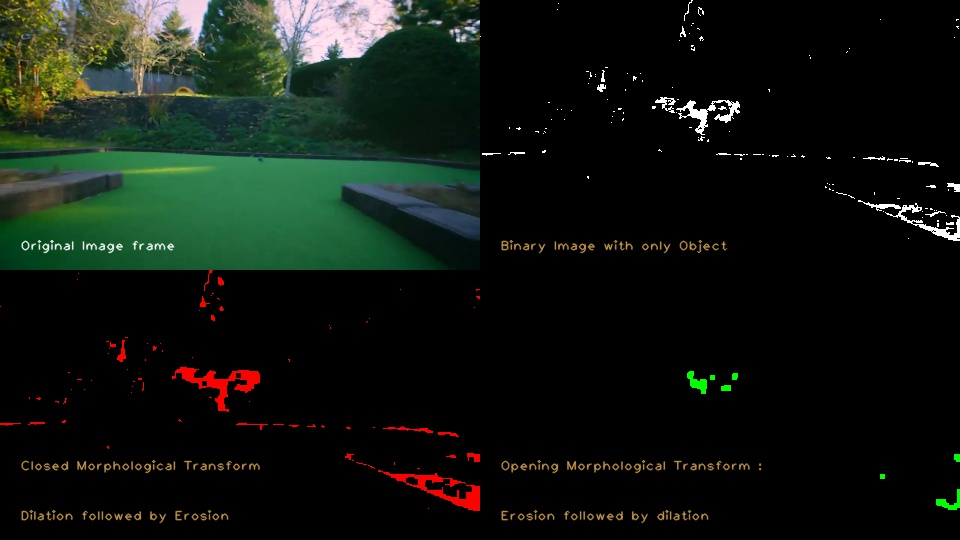 Original Image frame
Binary Image with only Object
Closed Morphological Transform
Dilation followed by Erosion
Opening Morphological Transform :
Erosion followed by dilation